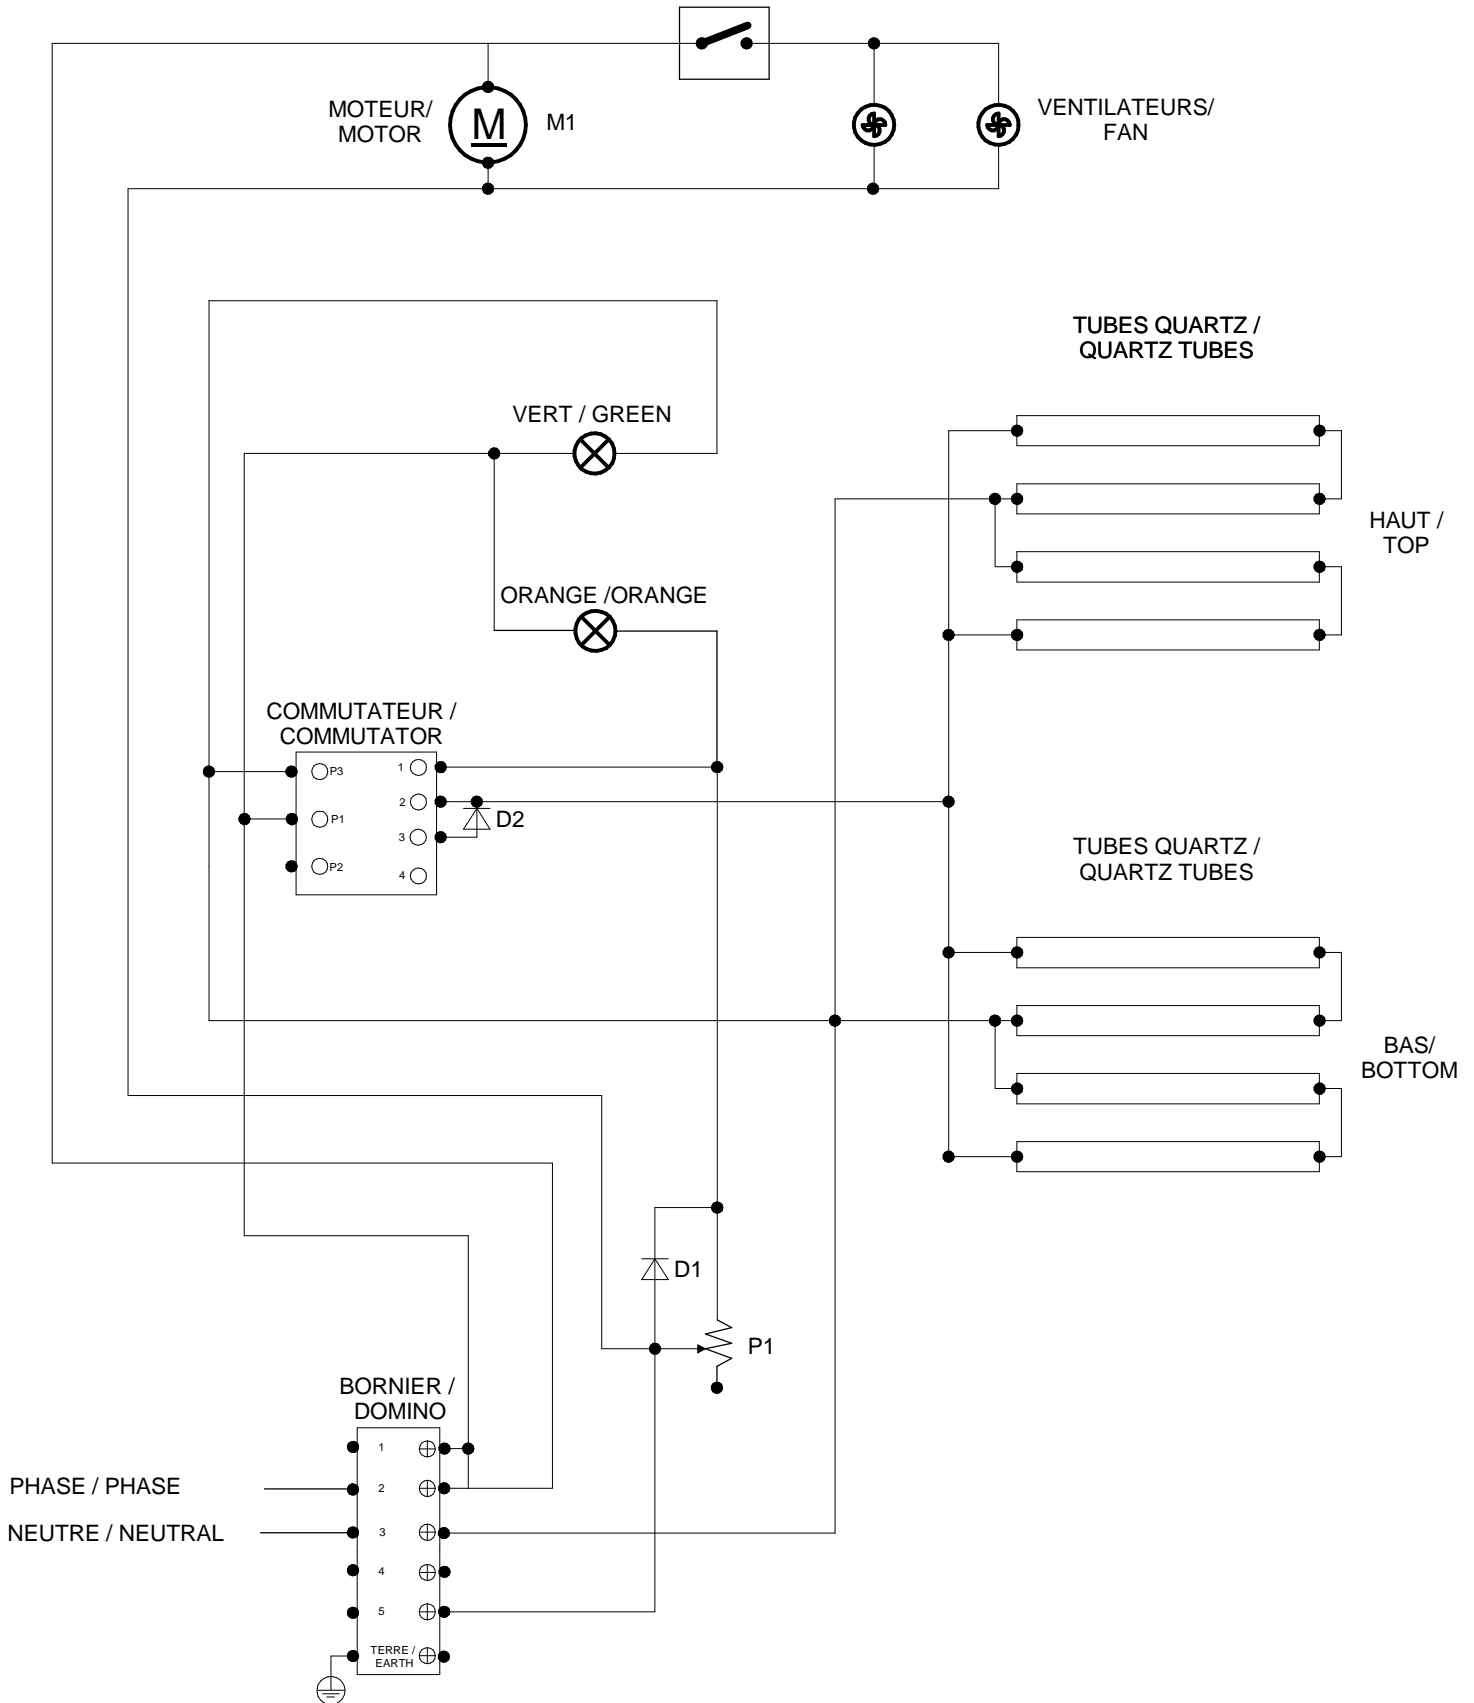 MOTEUR/
MOTOR
M
M1
VENTILATEURS/
FAN
TUBES QUARTZ /
QUARTZ TUBES
VERT / GREEN
HAUT /
TOP
ORANGE /ORANGE
COMMUTATEUR /
COMMUTATOR
P3
1
2
P1
D2
3
P2
4
TUBES QUARTZ /
QUARTZ TUBES
BAS/
BOTTOM
D1
P1
BORNIER /
DOMINO
1
PHASE / PHASE
2
NEUTRE / NEUTRAL
3
4
5
TERRE /
EARTH